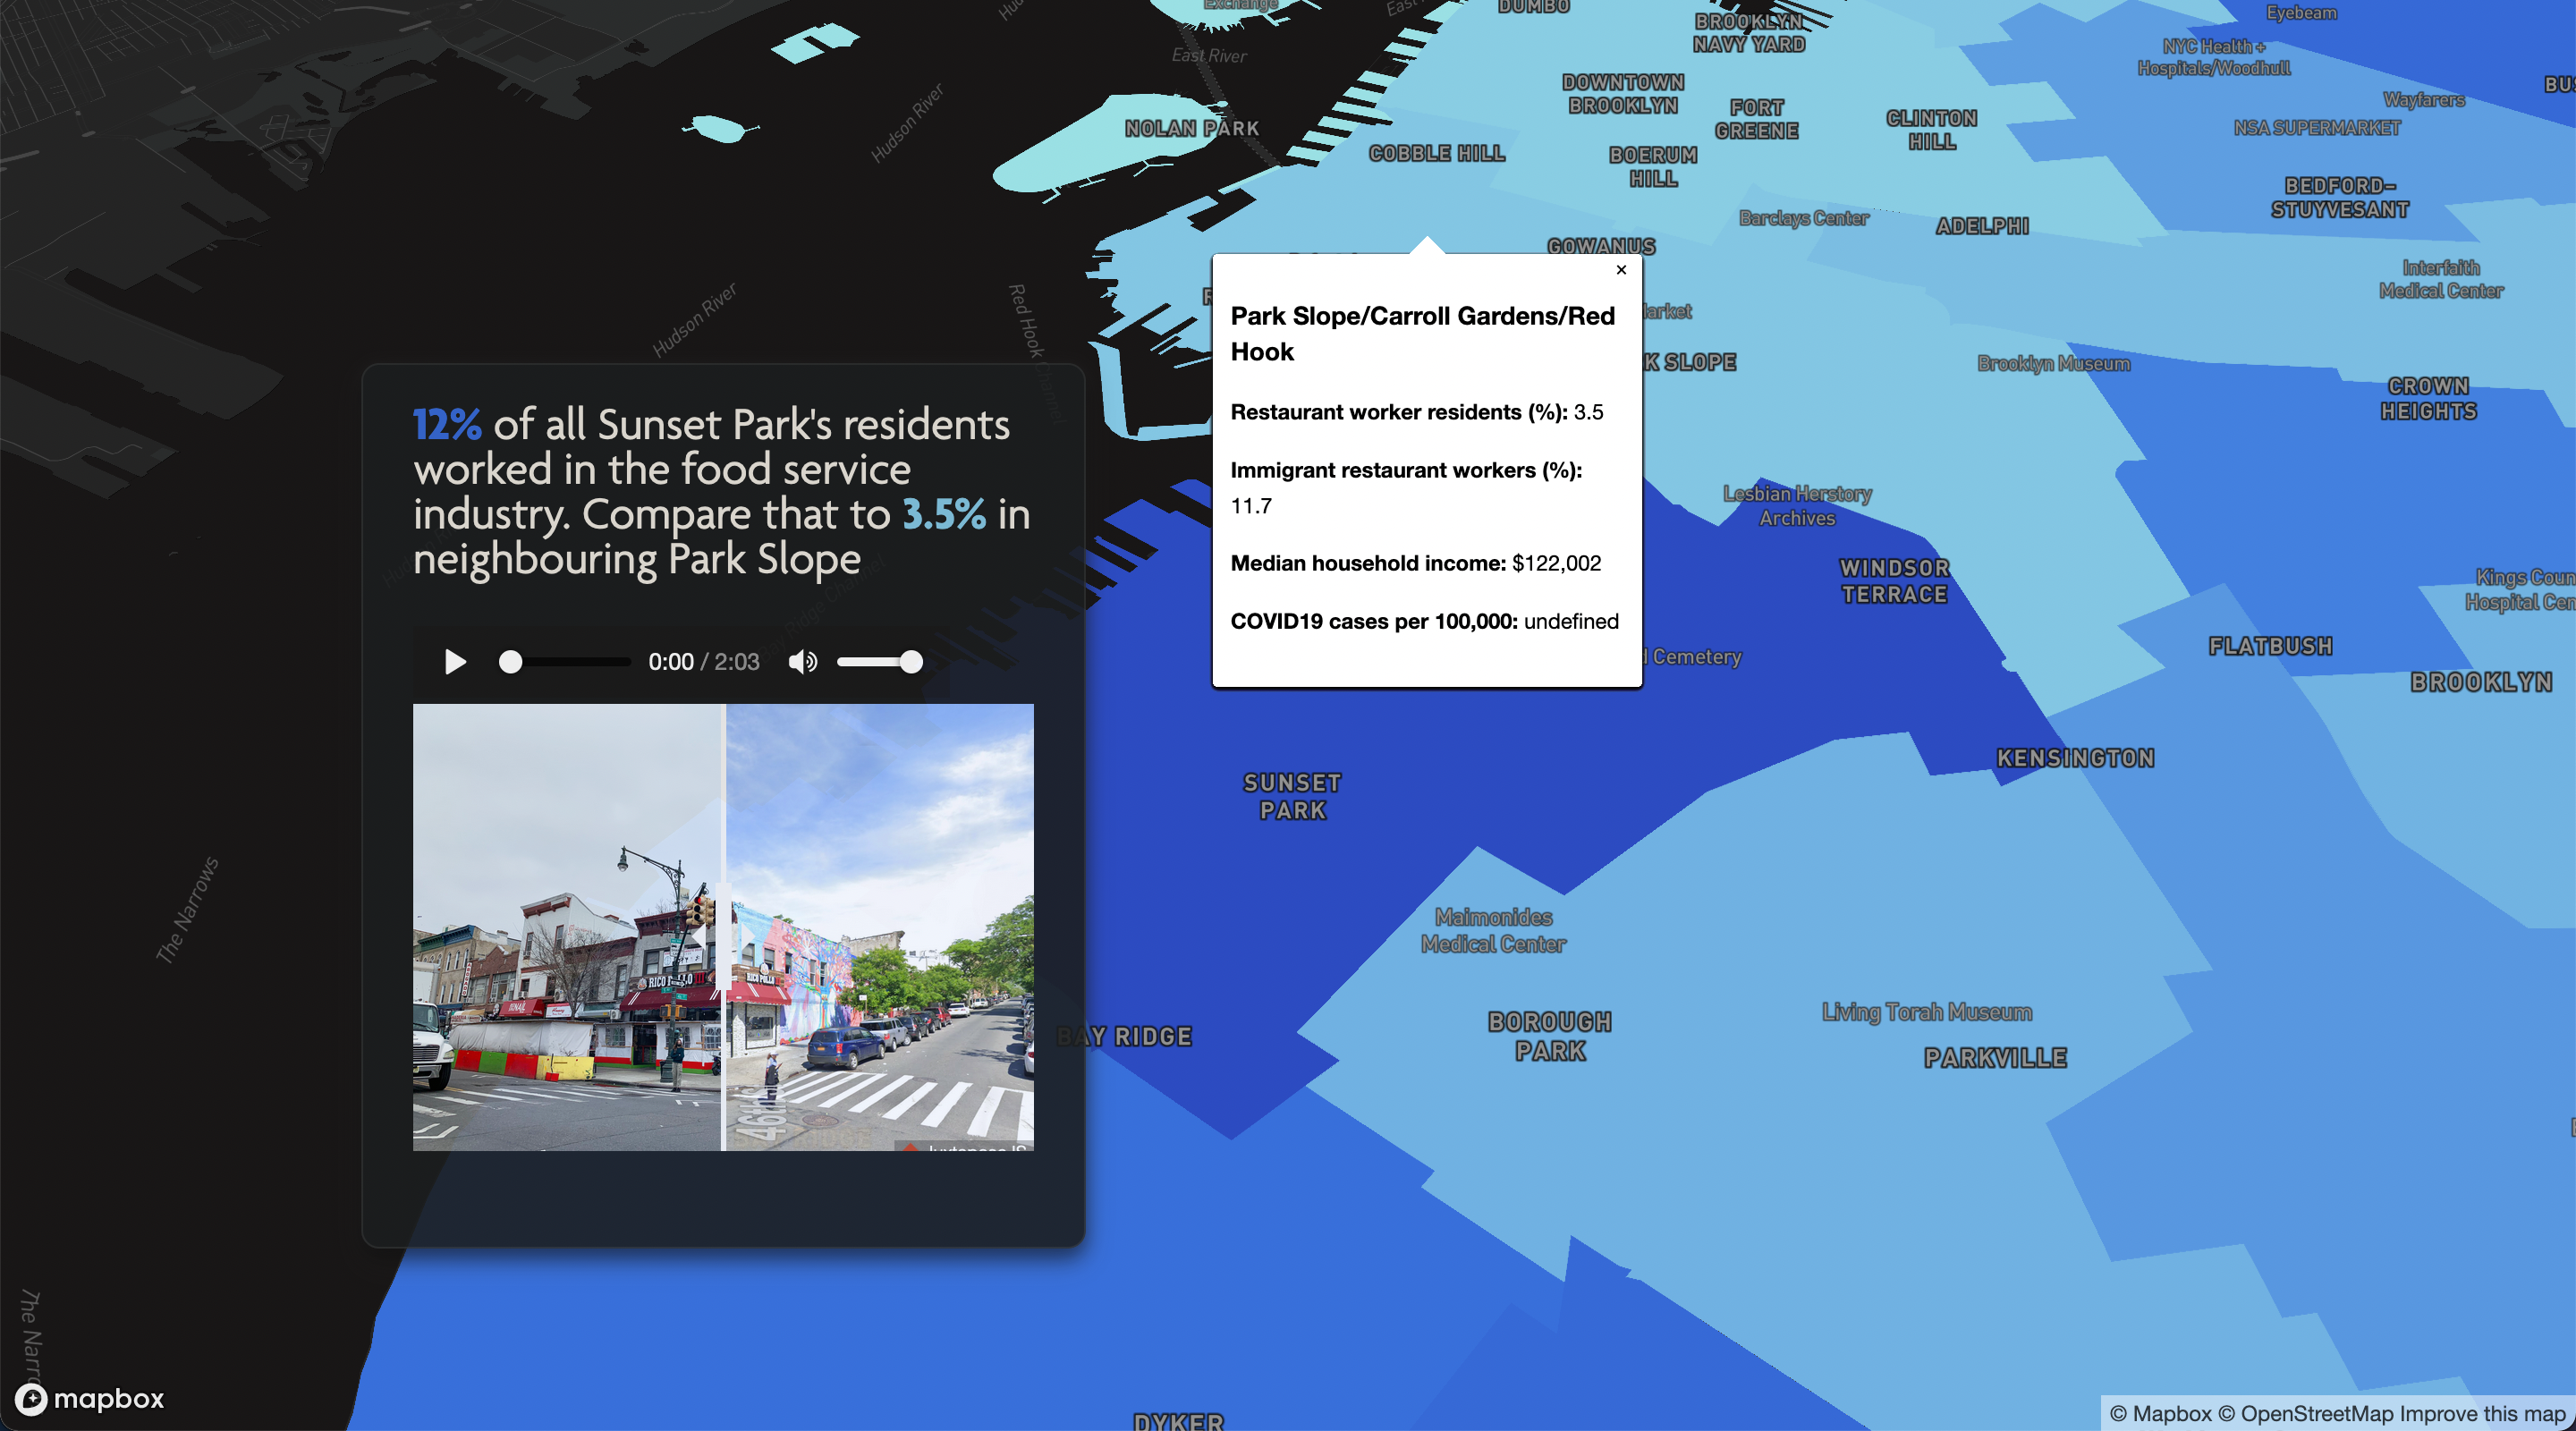 Exchange
DUMBO
BROOKLYN
NAVY YARD
Eyebeam
East River
NYC Health +
Hospitals/Woodhull
DOWNTOWN
BROOKLYN
FORT
GREENE
CLINTON
HILL
Wayfarers
NSA SUPERMARKET
NOLAN PARK
Hudson River
COBBLE HILL
BOERUM
HILL
BEDFORD-
STUYVESANT
Barclays Center
ADELPHI
GOWANUS
Interfaith
Medical Center
Hudson River
Red Hook Channel
Park Slope/Carroll Gardens/Red
Hook
Restaurant worker residents (%): 3.5
Immigrant restaurant workers (%):
11.7
Median household income: $122,002
COVID19 cases per 100,000: undefined
K SLOPE
Brooklyn Museum
CROWN
HEIGHTS
12% of all Sunset Park's residents
worked in the food service
industry. Compare that to 3.5% in
neighbouring Park Slope
Bay Ridge Channel
0:00 / 2:03
Lesbian Herstory
Archives
WINDSOR
TERRACE
Kings Coun
Hospital Cen
FLATBUSH
Cemetery
BROOKLYN
KENSINGTON
SUNSET
PARK
The Narrows
Maimonides
Medical Center
RICO POLLO
46th
BAY RIDGE
BOROUGH
PARK
Living Torah Museum
PARKVILLE
The Narro
DYKER
mapbox
© Mapbox © OpenStreetMap Improve this map